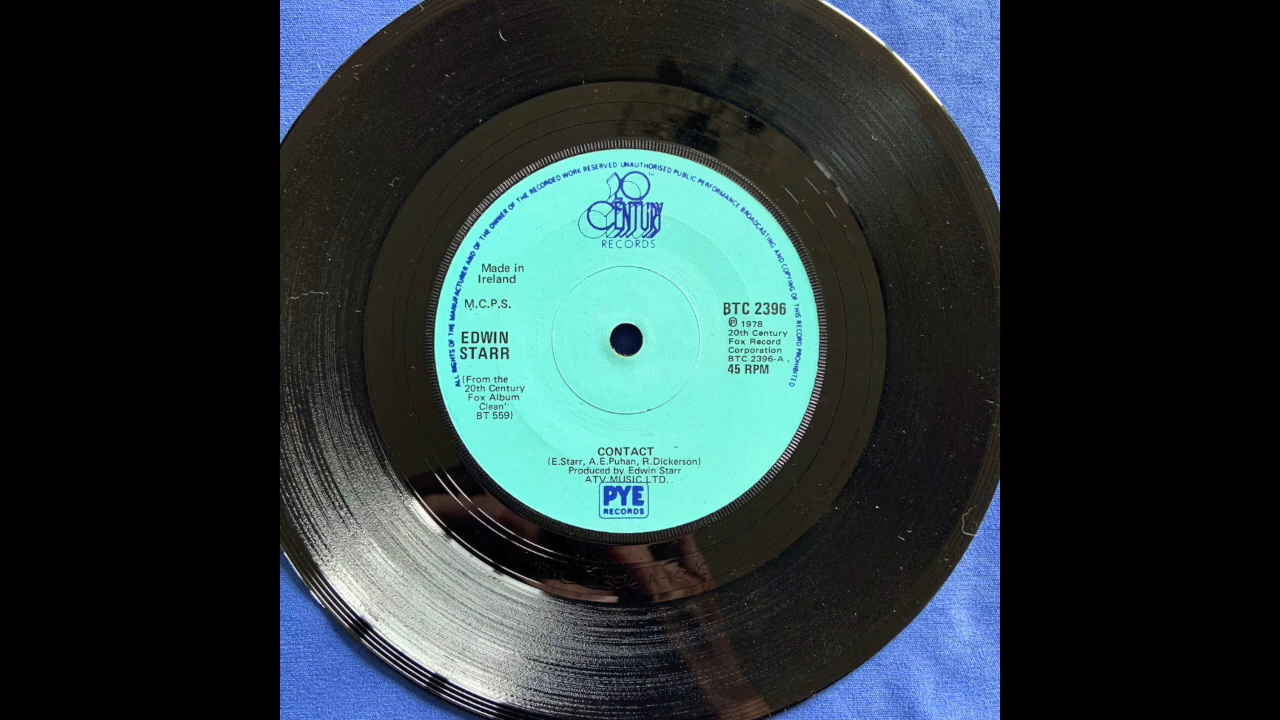 ALL RIGHTS OF THE MANUFACTURER AND OF THE OWNER OF THE RECORDED WORK RESERVED UNAUTHORISED PUBLIC PERFORMANCE BROADCASTING AND COPYING OF THIS RECORD PROHIBITED
20
CENTURY
RECORDS
Made in
Ireland
M.C.P.S.
EDWIN
STARR
(From the
20th Century
Fox Album
Clean'
BT 559)
BTC 2396
℗ 1978
20th Century
Fox Record
Corporation
BTC 2396-A
45 RPM
CONTACT
(E.Starr, A.E.Puhan, R.Dickerson)
Produced by Edwin Starr
ATV MUSIC LTD.
PYE
RECORDS